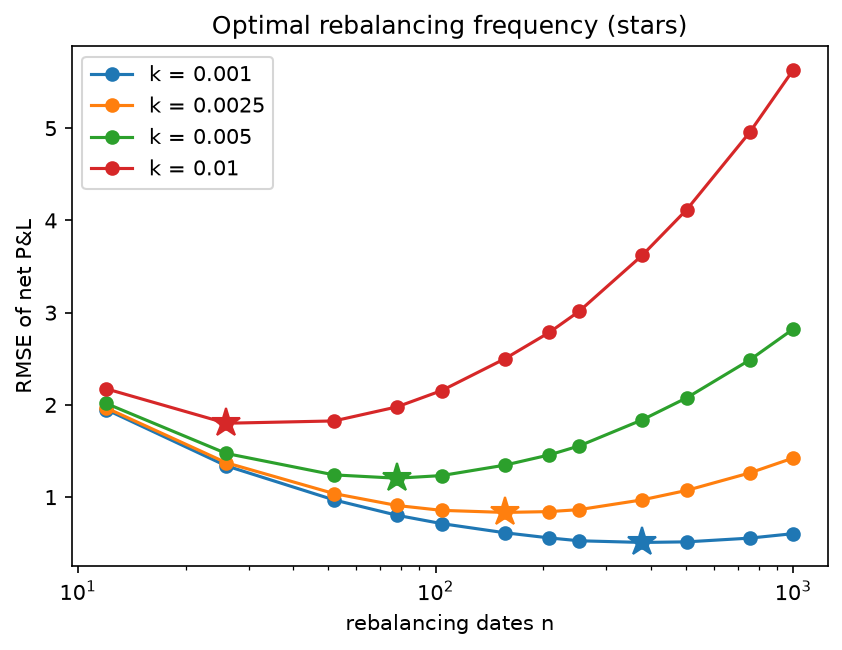 Optimal rebalancing frequency (stars)
k = 0.001
k = 0.0025
k = 0.005
k = 0.01
RMSE of net P&L
5
4
3
2
1
10¹
10²
10³
rebalancing dates n